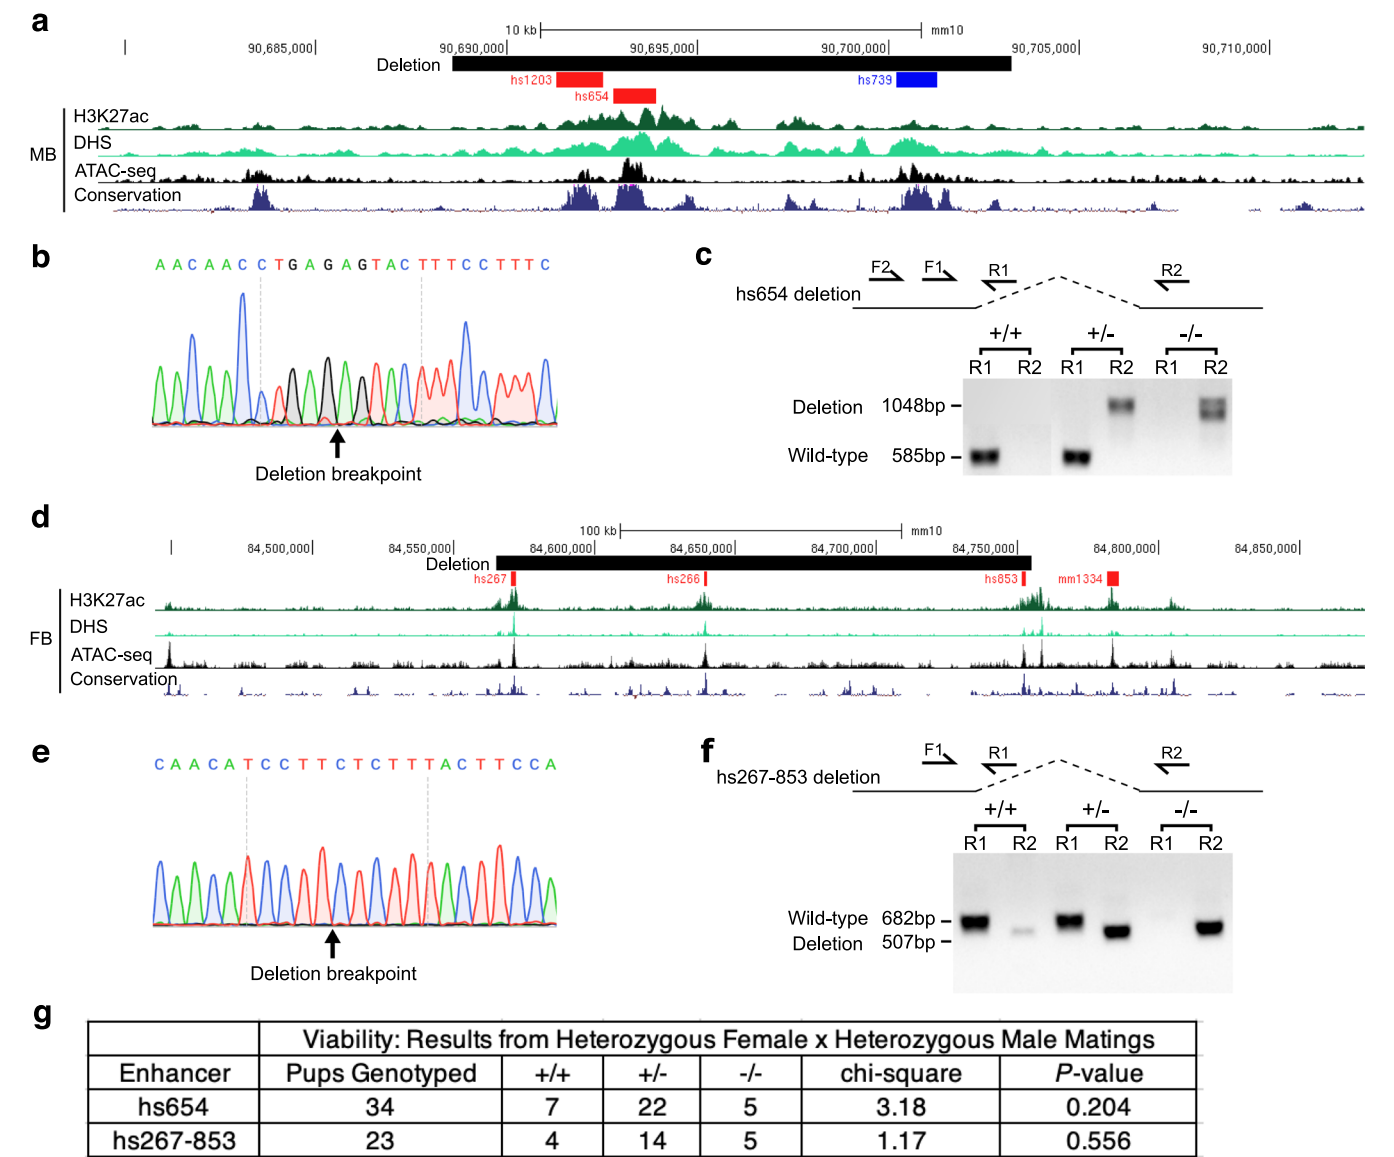 a
10 kb mm10
90,685,000 90,690,000 90,695,000 90,700,000 90,705,000 90,710,000
Deletion
hs1203 hs739
hs654
MB
H3K27ac
DHS
ATAC-seq
Conservation
b
A A C A A C C T G A G A G T A C T T T C C T T T C
Deletion breakpoint
c
F2 F1 R1 R2
hs654 deletion
+/+ +/- -/-
R1 R2 R1 R2 R1 R2
Deletion 1048bp
Wild-type 585bp
d
100 kb mm10
84,500,000 84,550,000 84,600,000 84,650,000 84,700,000 84,750,000 84,800,000 84,850,000
Deletion
hs267 hs266 hs853 mm1334
FB
H3K27ac
DHS
ATAC-seq
Conservation
e
C A A C A T C C T T C T C T T T A C T T C C A
Deletion breakpoint
f
F1 R1 R2
hs267-853 deletion
+/+ +/- -/-
R1 R2 R1 R2 R1 R2
Wild-type 682bp
Deletion 507bp
g
Viability: Results from Heterozygous Female x Heterozygous Male Matings
Enhancer Pups Genotyped +/+ +/- -/- chi-square P-value
hs654 34 7 22 5 3.18 0.204
hs267-853 23 4 14 5 1.17 0.556